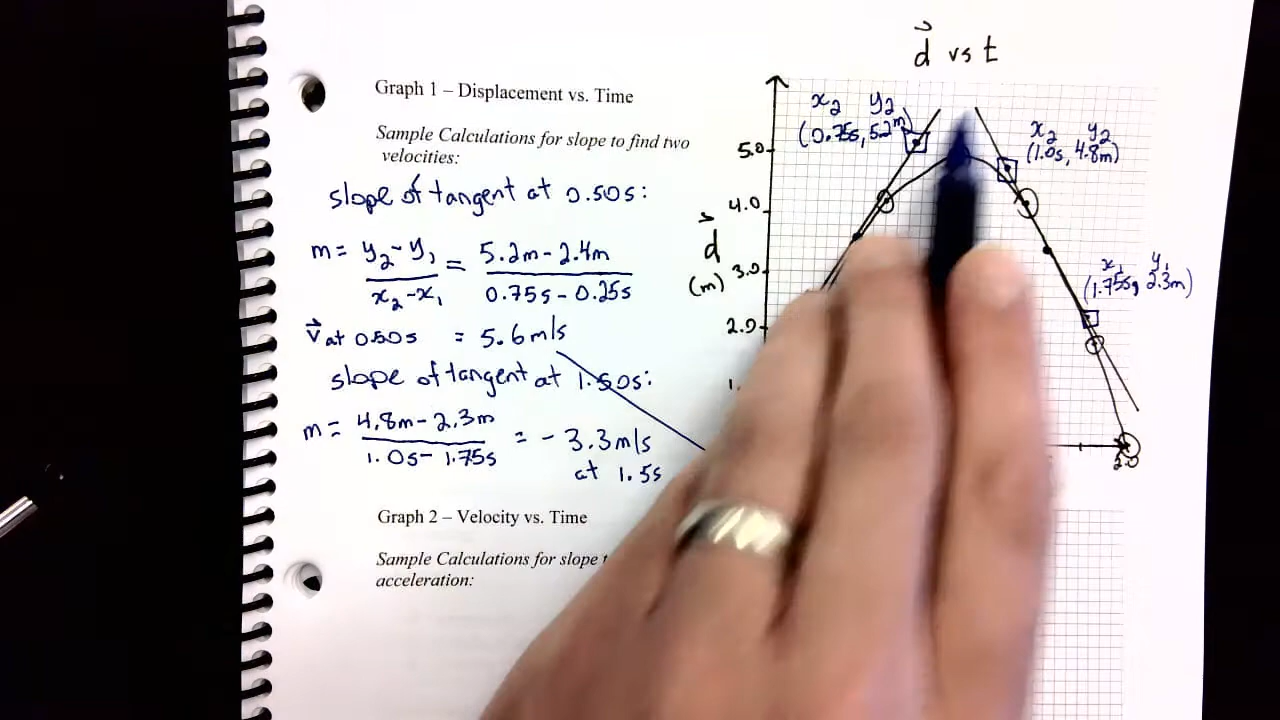 d⃗ vs t
Graph 1 – Displacement vs. Time
Sample Calculations for slope to find two
velocities:
slope of tangent at 0.50s:
m = y₂ - y₁ / x₂ - x₁ = 5.2m - 2.4m / 0.75s - 0.25s
v⃗ at 0.50s = 5.6m/s
slope of tangent at 1.50s:
m = 4.8m - 2.3m / 1.0s - 1.75s = - 3.3m/s
at 1.5s
Graph 2 – Velocity vs. Time
Sample Calculations for slope
acceleration:
x₂ y₂
(0.75s, 5.2m)
x₂ y₂
(1.0s, 4.8m)
x₁ y₁
(1.75s, 2.3m)
5.0
4.0
d⃗
(m)
3.0
2.0
1.
2.0